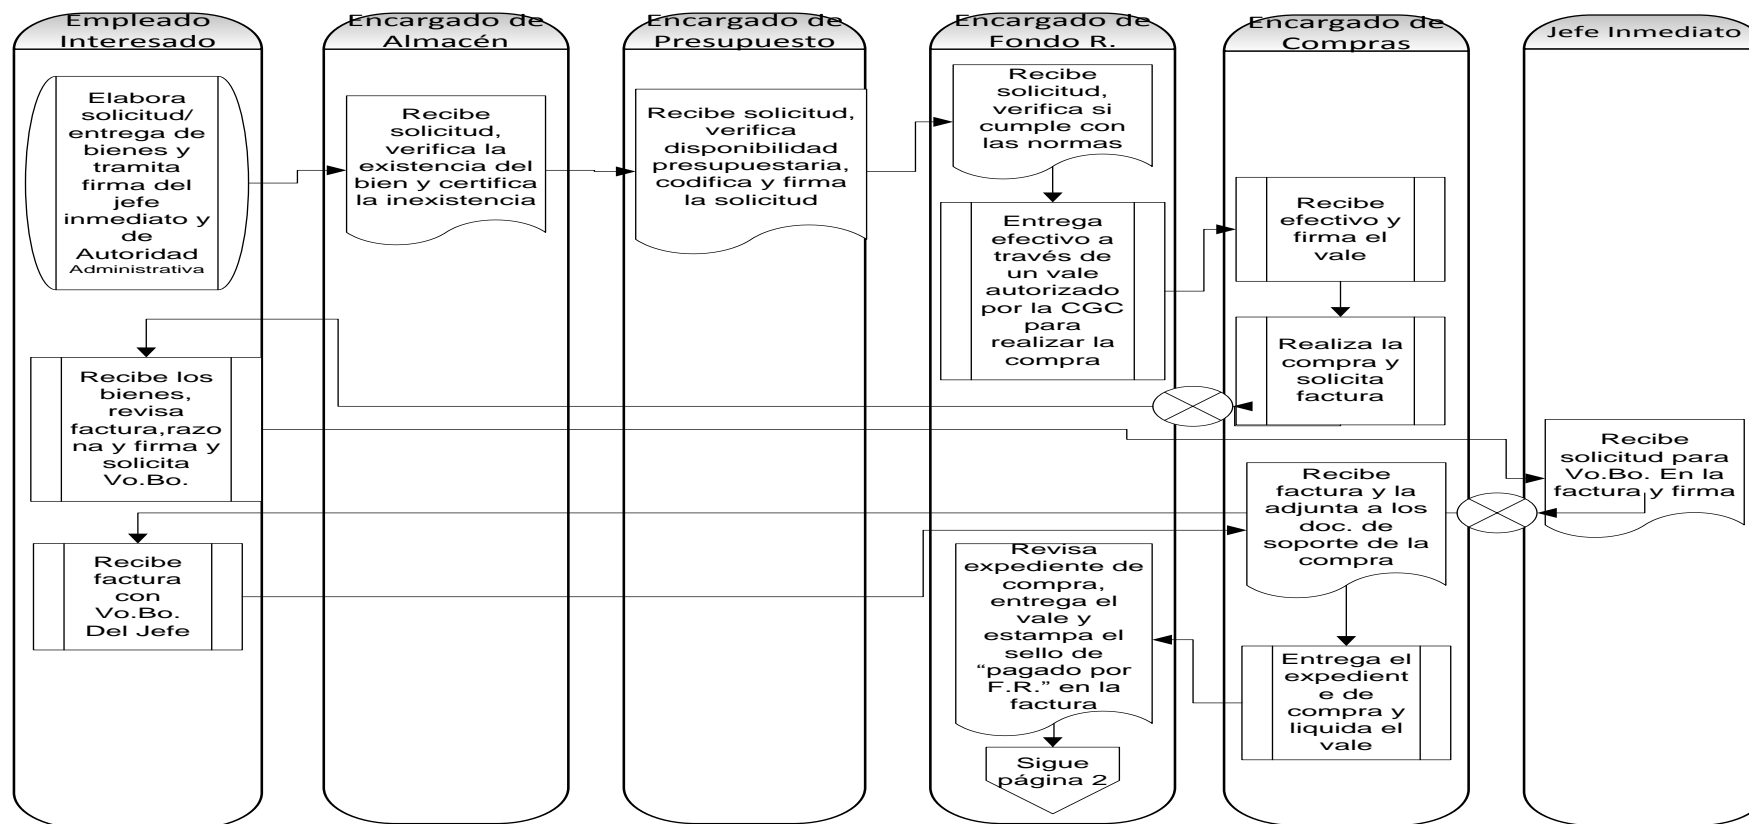 Empleado
Interesado
Encargado de
Almacén
Encargado de
Presupuesto
Encargado de
Fondo R.
Encargado de
Compras
Jefe Inmediato
Elabora
solicitud/
entrega de
bienes y
tramita
firma del
jefe
inmediato y
de
Autoridad
Administrativa
Recibe
solicitud,
verifica la
existencia del
bien y certifica
la inexistencia
Recibe solicitud,
verifica
disponibilidad
presupuestaria,
codifica y firma
la solicitud
Recibe
solicitud,
verifica si
cumple con
las normas
Entrega
efectivo a
través de
un vale
autorizado
por la CGC
para
realizar la
compra
Recibe
efectivo y
firma el
vale
Realiza la
compra y
solicita
factura
Recibe los
bienes,
revisa
factura,razo
na y firma y
solicita
Vo.Bo.
Recibe
solicitud para
Vo.Bo. En la
factura y firma
Recibe
factura
con
Vo.Bo.
Del Jefe
Recibe
factura y la
adjunta a los
doc. de
soporte de la
compra
Entrega el
expedient
e de
compra y
liquida el
vale
Revisa
expediente de
compra,
entrega el
vale y
estampa el
sello de
“pagado por
F.R.” en la
factura
Sigue
página 2